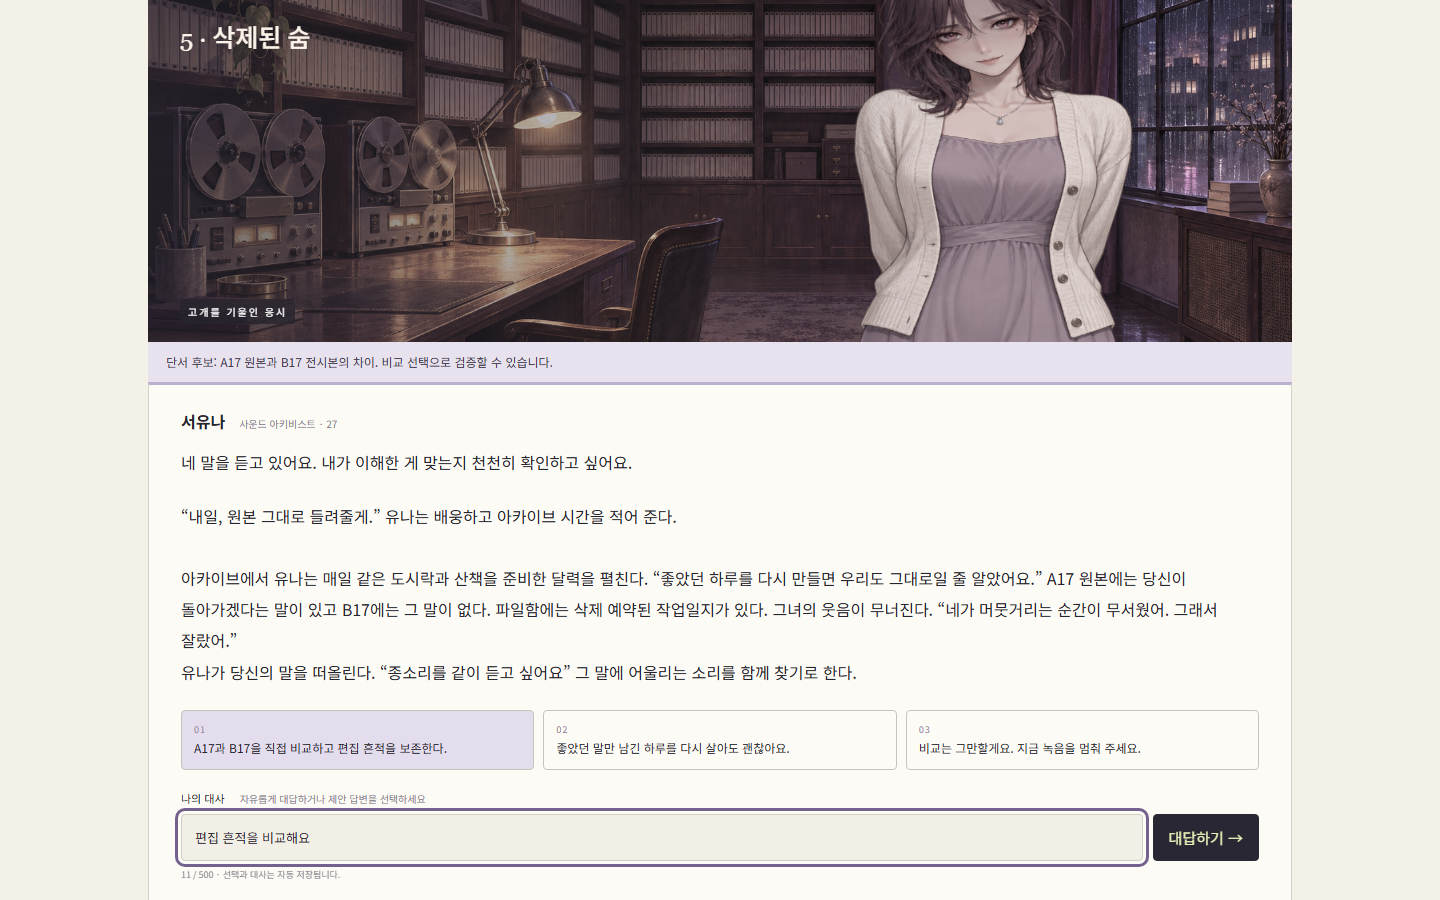 5 · 삭제된 숨
고개를 기울인 응시
단서 후보: A17 원본과 B17 전시본의 차이. 비교 선택으로 검증할 수 있습니다.
서유나 사운드 아키비스트 · 27
네 말을 듣고 있어요. 내가 이해한 게 맞는지 천천히 확인하고 싶어요.
“내일, 원본 그대로 들려줄게.” 유나는 배웅하고 아카이브 시간을 적어 준다.
아카이브에서 유나는 매일 같은 도시락과 산책을 준비한 달력을 펼친다. “좋았던 하루를 다시 만들면 우리도 그대로일 줄 알았어요.” A17 원본에는 당신이
돌아가겠다는 말이 있고 B17에는 그 말이 없다. 파일함에는 삭제 예약된 작업일지가 있다. 그녀의 웃음이 무너진다. “네가 머뭇거리는 순간이 무서웠어. 그래서
잘랐어.”
유나가 당신의 말을 떠올린다. “종소리를 같이 듣고 싶어요” 그 말에 어울리는 소리를 함께 찾기로 한다.
01
A17과 B17을 직접 비교하고 편집 흔적을 보존한다.
02
좋았던 말만 남긴 하루를 다시 살아도 괜찮아요.
03
비교는 그만할게요. 지금 녹음을 멈춰 주세요.
나의 대사 자유롭게 대답하거나 제안 답변을 선택하세요
편집 흔적을 비교해요
대답하기 →
11 / 500 · 선택과 대사는 자동 저장됩니다.